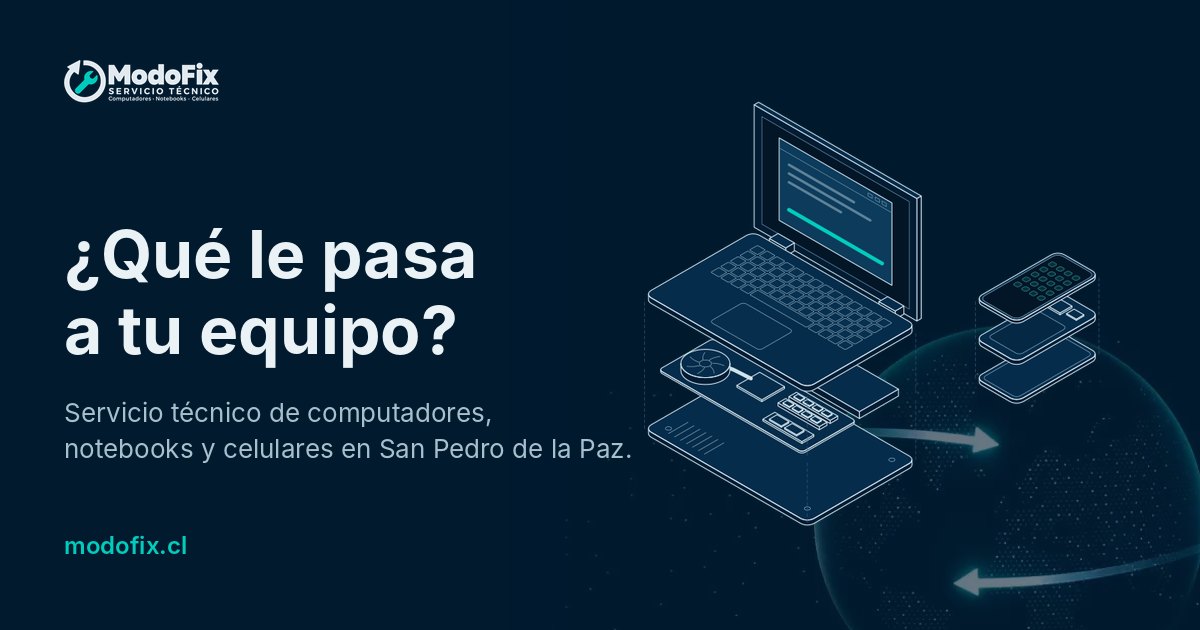 ModoFix
SERVICIO TÉCNICO
Computadores · Notebooks · Celulares
¿Qué le pasa
a tu equipo?
Servicio técnico de computadores,
notebooks y celulares en San Pedro de la Paz.
modofix.cl